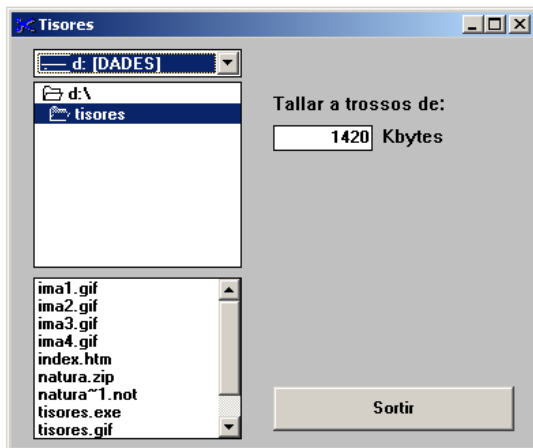 Tisores
d: [DADES]
d:\
tisores
Tallar a trossos de:
1420 Kbytes
ima1.gif
ima2.gif
ima3.gif
ima4.gif
index.htm
natura.zip
natura~1.not
tisores.exe
tisores.gif
Sortir